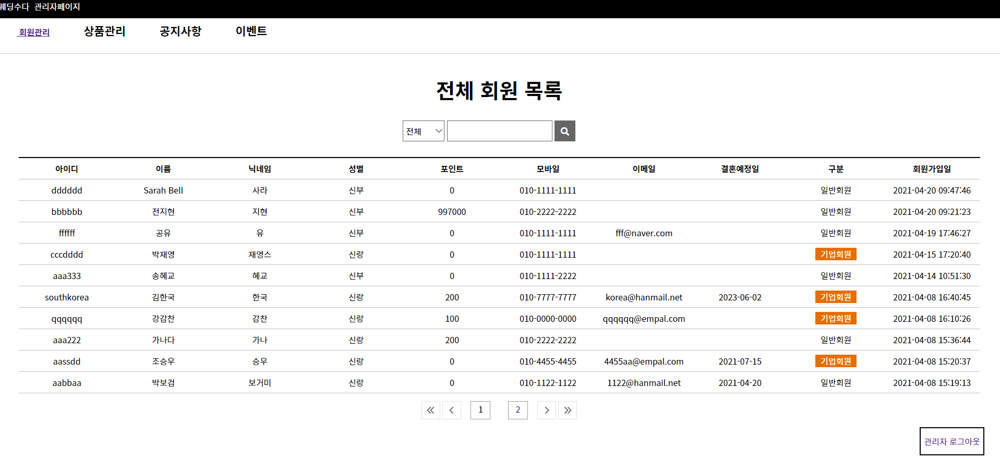 웨딩수다 관리자페이지
회원관리 상품관리 공지사항 이벤트
전체 회원 목록
전체
아이디 이름 닉네임 성별 포인트 모바일 이메일 결혼예정일 구분 회원가입일
dddddd Sarah Bell 사라 신부 0 010-1111-1111 일반회원 2021-04-20 09:47:46
bbbbbb 전지현 지현 신부 997000 010-2222-2222 일반회원 2021-04-20 09:21:23
ffffff 공유 유 신부 0 010-1111-1111 fff@naver.com 일반회원 2021-04-19 17:46:27
cccdddd 박재영 재영스 신랑 0 010-1111-1111 기업회원 2021-04-15 17:20:40
aaa333 송혜교 혜교 신부 0 010-1111-2222 일반회원 2021-04-14 10:51:30
southkorea 김한국 한국 신랑 200 010-7777-7777 korea@hanmail.net 2023-06-02 기업회원 2021-04-08 16:40:45
qqqqqq 강감찬 감찬 신랑 100 010-0000-0000 qqqqqq@empal.com 기업회원 2021-04-08 16:10:26
aaa222 가나다 가나 신랑 200 010-2222-2222 일반회원 2021-04-08 15:36:44
aassdd 조승우 승우 신랑 0 010-4455-4455 4455aa@empal.com 2021-07-15 기업회원 2021-04-08 15:20:37
aabbaa 박보검 보거미 신랑 0 010-1122-1122 1122@hanmail.net 2021-04-20 일반회원 2021-04-08 15:19:13
1 2
관리자 로그아웃